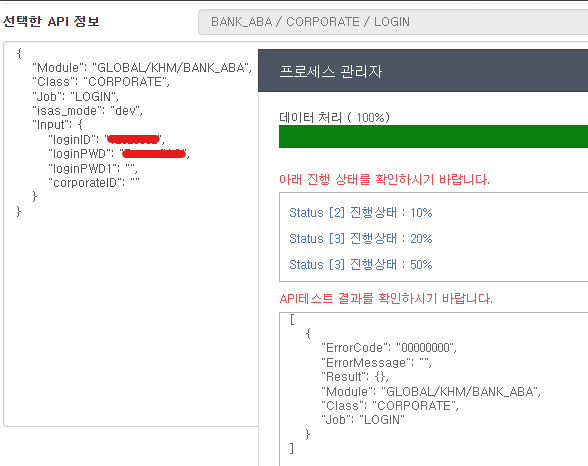 선택한 API 정보
BANK_ABA / CORPORATE / LOGIN
{
"Module": "GLOBAL/KHM/BANK_ABA",
"Class": "CORPORATE",
"Job": "LOGIN",
"isas_mode": "dev",
"Input": {
"loginID": "
"loginPWD": "
"loginPWD1": "",
"corporateID": ""
}
}
프로세스 관리자
데이터 처리 ( 100%)
아래 진행 상태를 확인하시기 바랍니다.
Status [2] 진행상태 : 10%
Status [3] 진행상태 : 20%
Status [3] 진행상태 : 50%
API테스트 결과를 확인하시기 바랍니다.
[
{
"ErrorCode": "00000000",
"ErrorMessage": "",
"Result": {},
"Module": "GLOBAL/KHM/BANK_ABA",
"Class": "CORPORATE",
"Job": "LOGIN"
}
]